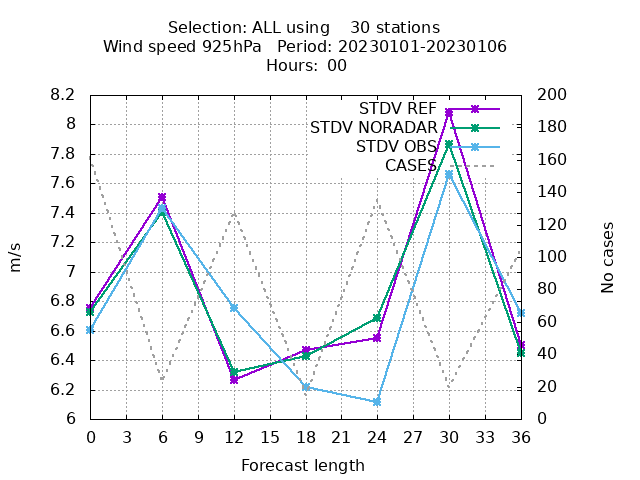 Selection: ALL using    30 stations
Wind speed 925hPa   Period: 20230101-20230106
Hours: 00
STDV REF
STDV NORADAR
STDV OBS
CASES
8.2
8
7.8
7.6
7.4
7.2
7
6.8
6.6
6.4
6.2
6
m/s
200
180
160
140
120
100
80
60
40
20
0
No cases
0 3 6 9 12 15 18 21 24 27 30 33 36
Forecast length